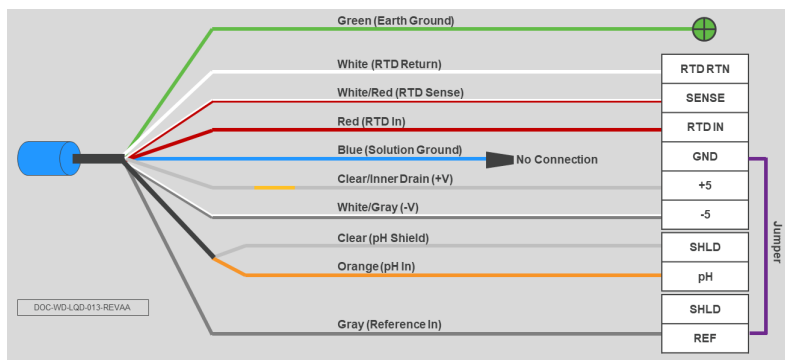 Green (Earth Ground)
White (RTD Return)
RTD RTN
White/Red (RTD Sense)
SENSE
Red (RTD In)
RTD IN
Blue (Solution Ground)
No Connection
GND
Clear/Inner Drain (+V)
+5
White/Gray (-V)
-5
Clear (pH Shield)
SHLD
Orange (pH In)
pH
Jumper
DOC-WD-LQD-013-REVAA
SHLD
Gray (Reference In)
REF